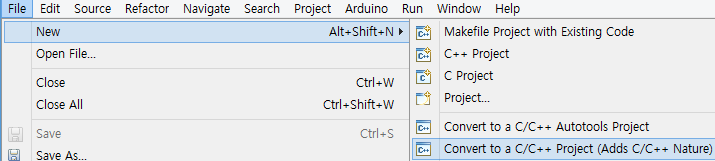 File Edit Source Refactor Navigate Search Project Arduino Run Window Help
New Alt+Shift+N
Open File...
Close Ctrl+W
Close All Ctrl+Shift+W
Save Ctrl+S
Save As...
Makefile Project with Existing Code
C++ Project
C Project
Project...
Convert to a C/C++ Autotools Project
Convert to a C/C++ Project (Adds C/C++ Nature)